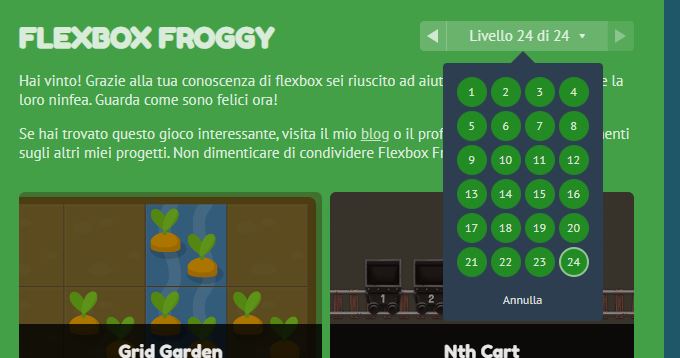 FLEXBOX FROGGY
Livello 24 di 24
Hai vinto! Grazie alla tua conoscenza di flexbox sei riuscito ad aiut e la
loro ninfea. Guarda come sono felici ora!
Se hai trovato questo gioco interessante, visita il mio blog o il prof enti
sugli altri miei progetti. Non dimenticare di condividere Flexbox Fr
1 2 3 4
5 6 7 8
9 10 11 12
13 14 15 16
17 18 19 20
21 22 23 24
Annulla
1 2
Grid Garden
Nth Cart